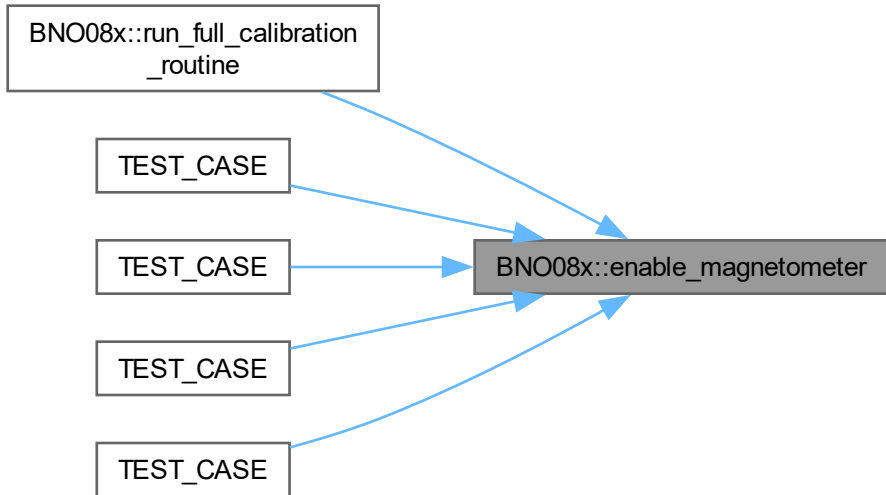 BNO08x::run_full_calibration
_routine
TEST_CASE
TEST_CASE
BNO08x::enable_magnetometer
TEST_CASE
TEST_CASE